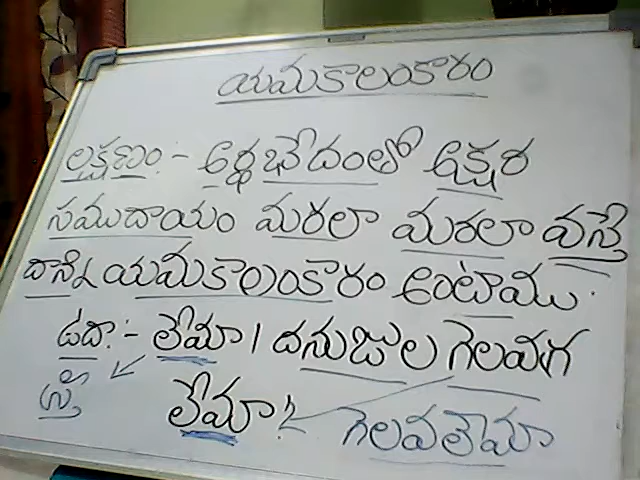 యమకాలంకారం
లక్షణం:- అర్థభేదంతో అక్షర
సముదాయం మరలా మరలా వస్తే
దాన్ని యమకాలంకారం అంటాము.
ఉదా:- లేమా! దనుజుల గెలవగ
స్త్రీ లేమా? గెలవలేమా